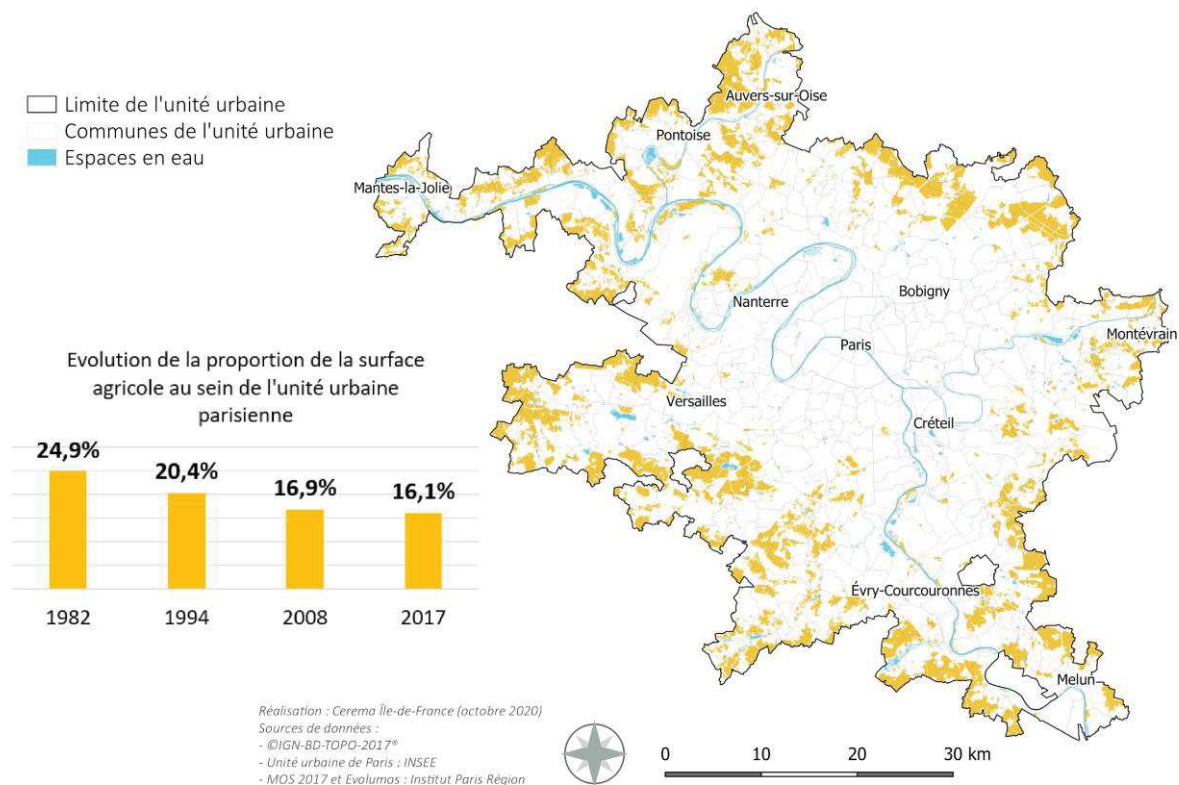 Limite de l'unité urbaine
Communes de l'unité urbaine
Espaces en eau
Auvers-sur-Oise
Pontoise
Mantes-la-Jolie
Nanterre
Bobigny
Montévrain
Paris
Versailles
Créteil
Évry-Courcouronnes
Melun
Evolution de la proportion de la surface
agricole au sein de l'unité urbaine
parisienne
24,9%
20,4%
16,9%
16,1%
1982 1994 2008 2017
Réalisation : Cerema Île-de-France (octobre 2020)
Sources de données :
- ©IGN-BD-TOPO-2017®
- Unité urbaine de Paris : INSEE
- MOS 2017 et Evolumos : Institut Paris Région
0 10 20 30 km